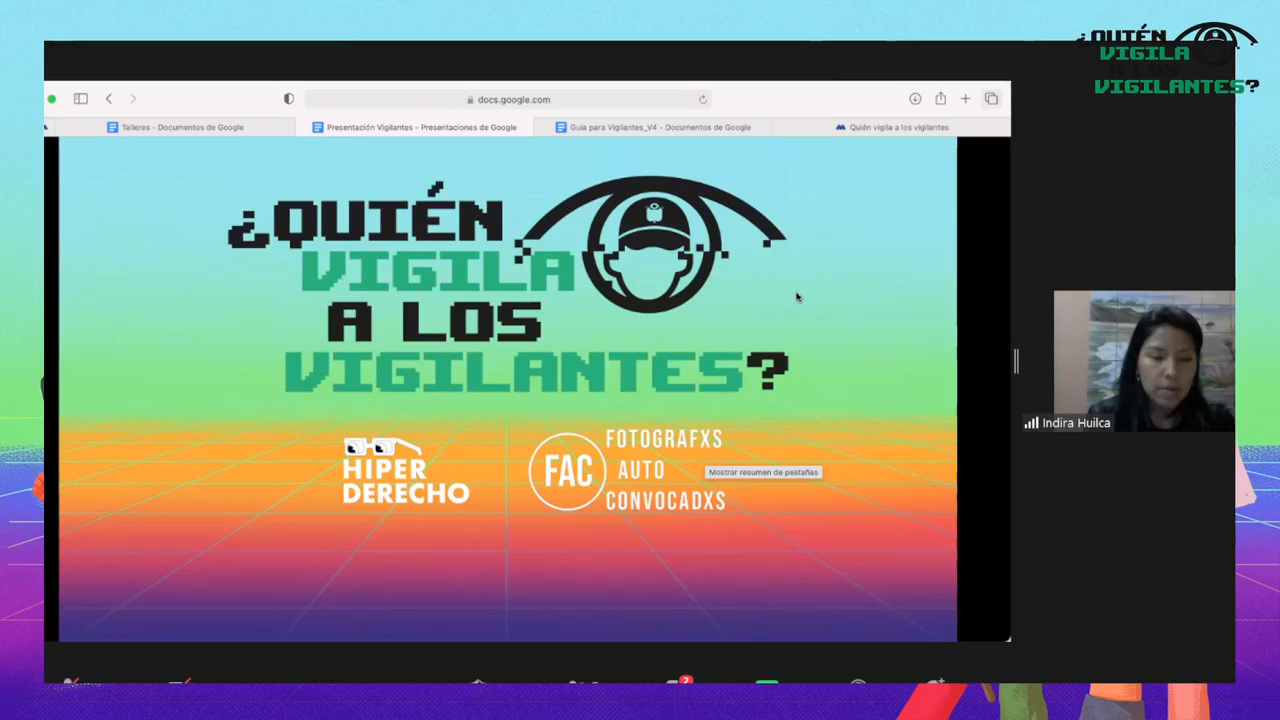 ¿QUIÉN
VIGILA
VIGILANTES?
docs.google.com
Talleres - Documentos de Google
Presentación Vigilantes - Presentaciones de Google
Guía para Vigilantes_V4 - Documentos de Google
Quién vigila a los vigilantes
¿QUIÉN
VIGILA
A LOS
VIGILANTES?
HIPER
DERECHO
FAC
FOTOGRAFXS
AUTO
CONVOCADXS
Mostrar resumen de pestañas
Indira Huilca
2